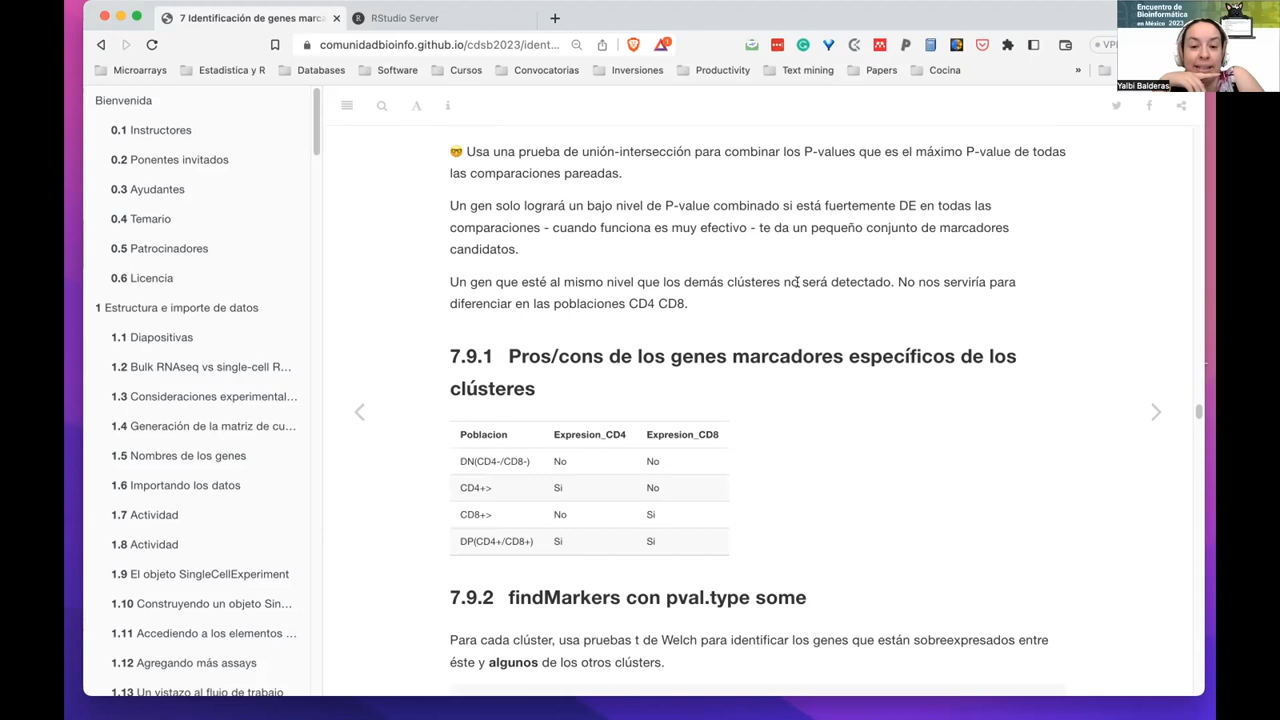 7 Identificación de genes marca
RStudio Server
comunidadbioinfo.github.io/cdsb2023/ident...
VP
Microarrays
Estadistica y R
Databases
Software
Cursos
Convocatorias
Inversiones
Productivity
Text mining
Papers
Cocina
»
Encuentro de
Bioinformática
en México 2023
Yalbi Balderas
Bienvenida
0.1 Instructores
0.2 Ponentes invitados
0.3 Ayudantes
0.4 Temario
0.5 Patrocinadores
0.6 Licencia
1 Estructura e importe de datos
1.1 Diapositivas
1.2 Bulk RNAseq vs single-cell R...
1.3 Consideraciones experimental...
1.4 Generación de la matriz de cu...
1.5 Nombres de los genes
1.6 Importando los datos
1.7 Actividad
1.8 Actividad
1.9 El objeto SingleCellExperiment
1.10 Construyendo un objeto Sin...
1.11 Accediendo a los elementos ...
1.12 Agregando más assays
1.13 Un vistazo al flujo de trabajo
🤓 Usa una prueba de unión-intersección para combinar los P-values que es el máximo P-value de todas
las comparaciones pareadas.
Un gen solo logrará un bajo nivel de P-value combinado si está fuertemente DE en todas las
comparaciones - cuando funciona es muy efectivo - te da un pequeño conjunto de marcadores
candidatos.
Un gen que esté al mismo nivel que los demás clústeres no será detectado. No nos serviría para
diferenciar en las poblaciones CD4 CD8.
7.9.1 Pros/cons de los genes marcadores específicos de los
clústeres
Poblacion Expresion_CD4 Expresion_CD8
DN(CD4-/CD8-) No No
CD4+> Si No
CD8+> No Si
DP(CD4+/CD8+) Si Si
7.9.2 findMarkers con pval.type some
Para cada clúster, usa pruebas t de Welch para identificar los genes que están sobreexpresados entre
éste y algunos de los otros clústers.